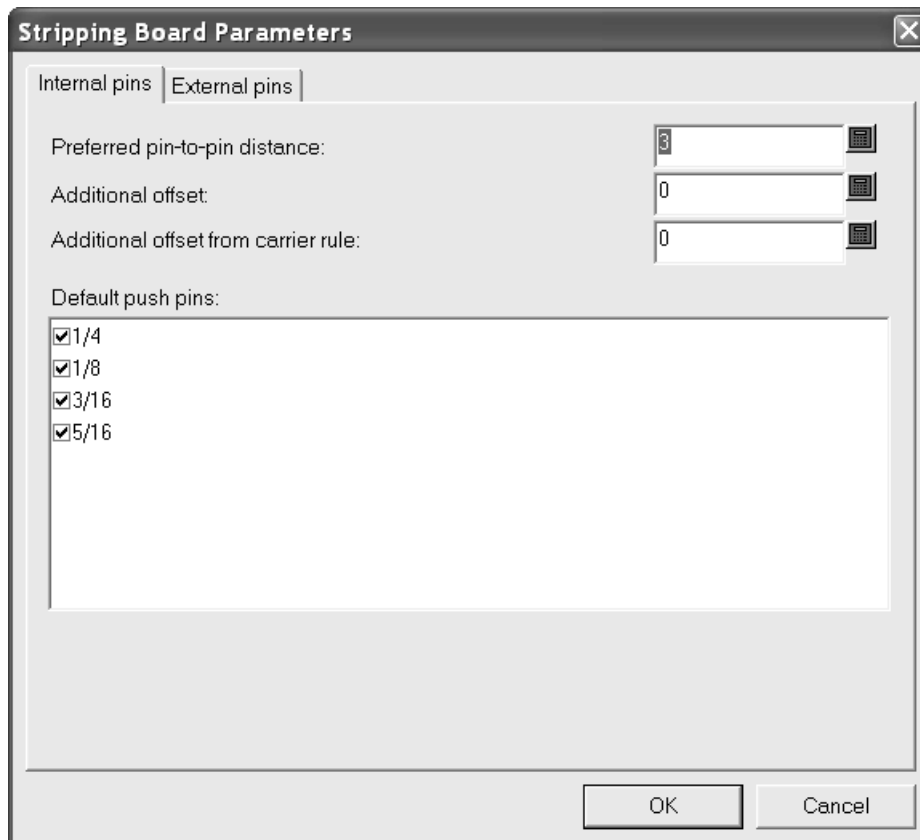 Stripping Board Parameters
Internal pins External pins
Preferred pin-to-pin distance: 3
Additional offset: 0
Additional offset from carrier rule: 0
Default push pins:
1/4
1/8
3/16
5/16
OK Cancel